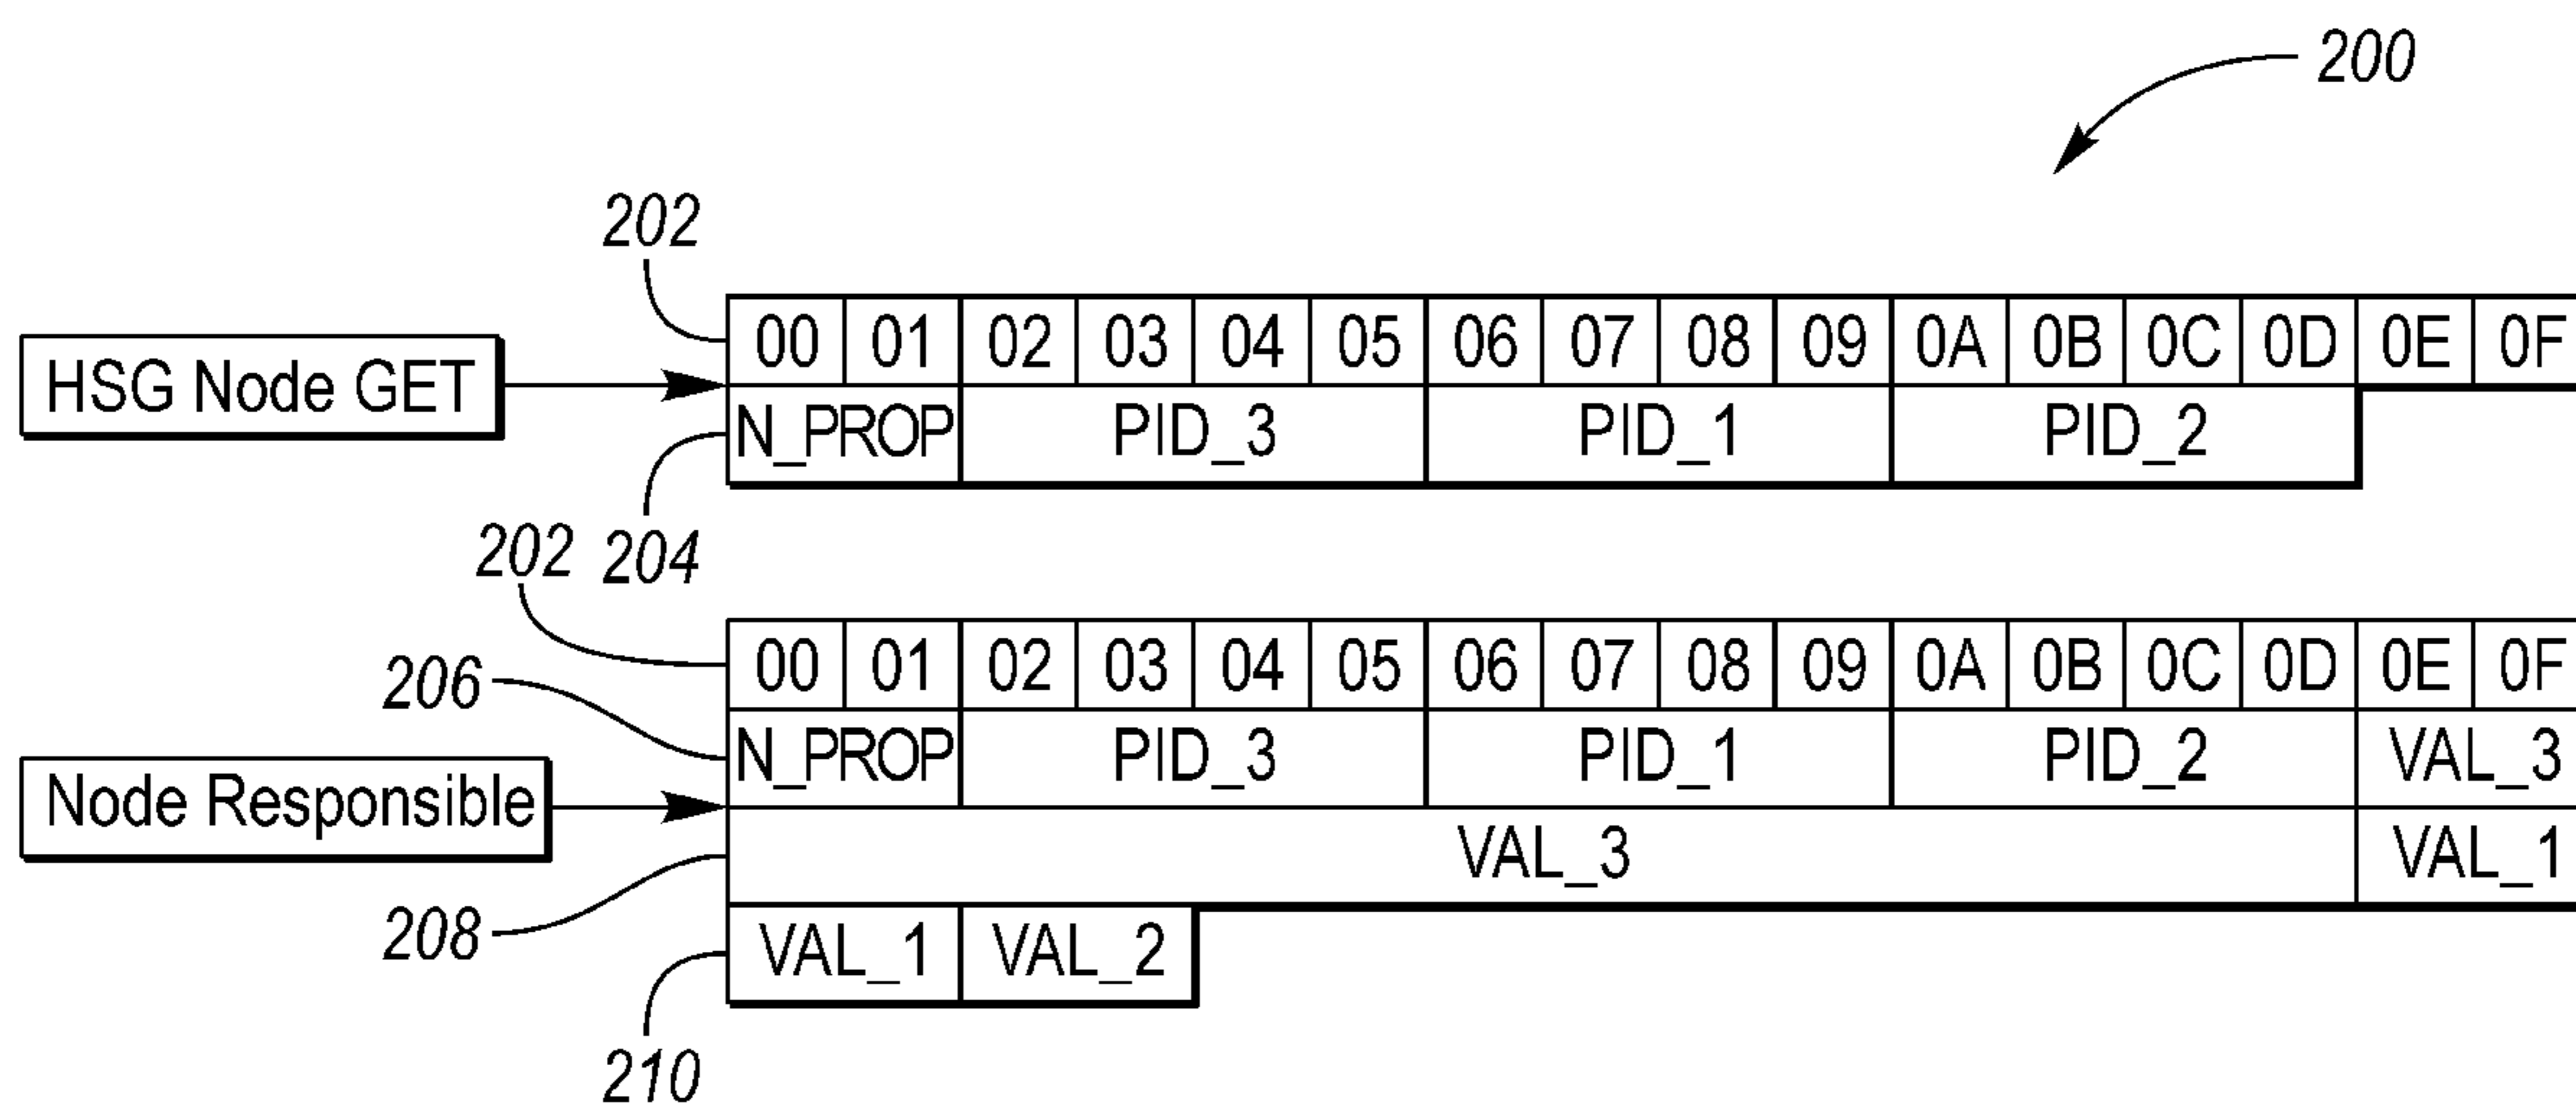 200
202
00 01 02 03 04 05 06 07 08 09 0A 0B 0C 0D 0E 0F
HSG Node GET
N_PROP PID_3 PID_1 PID_2
204
202
00 01 02 03 04 05 06 07 08 09 0A 0B 0C 0D 0E 0F
206
N_PROP PID_3 PID_1 PID_2 VAL_3
Node Responsible
VAL_3 VAL_1
208
VAL_1 VAL_2
210